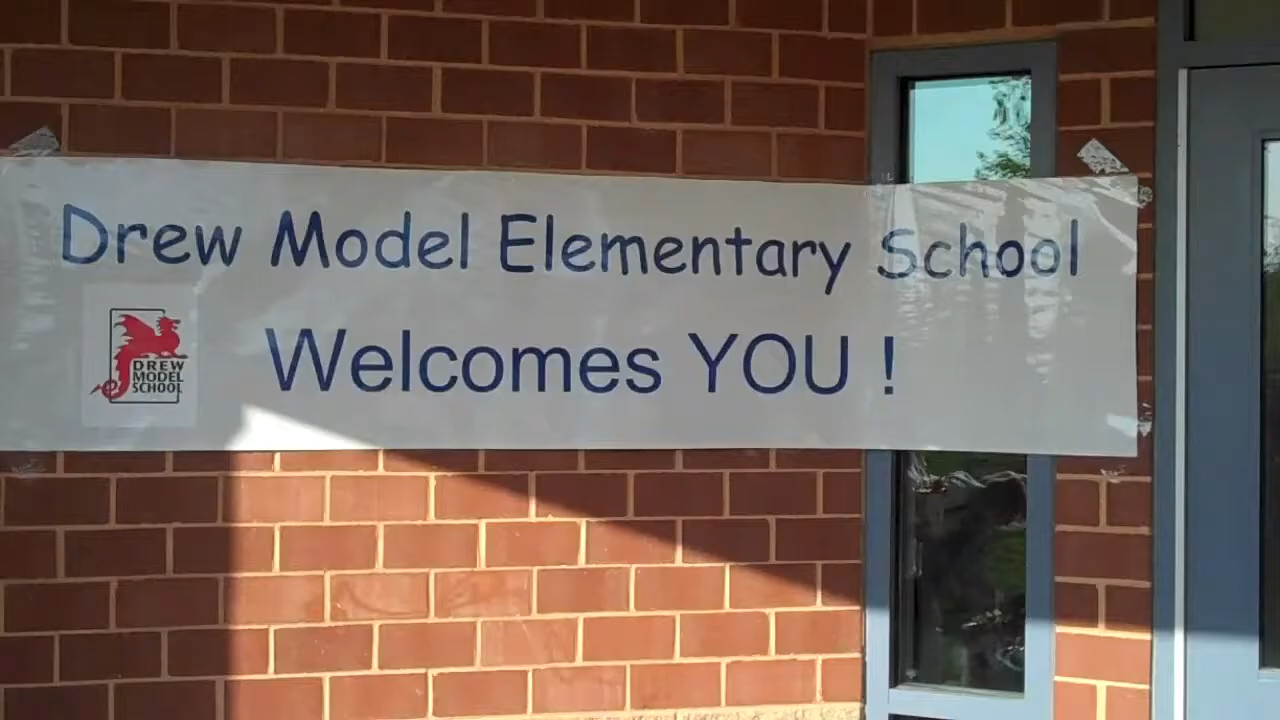 Drew Model Elementary School
Welcomes YOU !
DREW
MODEL
SCHOOL